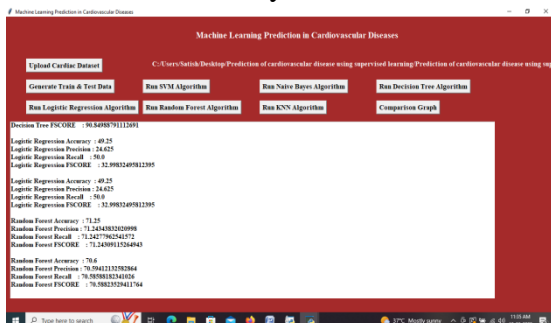 Machine Learning Prediction in Cardiovascular Diseases
Machine Learning Prediction in Cardiovascular Diseases
Upload Cardiac Dataset
C:/Users/Satish/Desktop/Prediction of cardiovascular disease using supervised learning/Prediction of cardiovascular disease using sup
Generate Train & Test Data
Run SVM Algorithm
Run Naive Bayes Algorithm
Run Decision Tree Algorithm
Run Logistic Regression Algorithm
Run Random Forest Algorithm
Run KNN Algorithm
Comparison Graph
Decision Tree FSCORE : 90.84988791112691
Logistic Regression Accuracy : 49.25
Logistic Regression Precision : 24.625
Logistic Regression Recall : 50.0
Logistic Regression FSCORE : 32.99832495812395
Logistic Regression Accuracy : 49.25
Logistic Regression Precision : 24.625
Logistic Regression Recall : 50.0
Logistic Regression FSCORE : 32.99832495812395
Random Forest Accuracy : 71.25
Random Forest Precision : 71.24343832020998
Random Forest Recall : 71.24277962541572
Random Forest FSCORE : 71.24309115264943
Random Forest Accuracy : 70.6
Random Forest Precision : 70.59412132582864
Random Forest Recall : 70.58588182341026
Random Forest FSCORE : 70.58823529411764
Type here to search
37°C Mostly sunny
11:05 AM